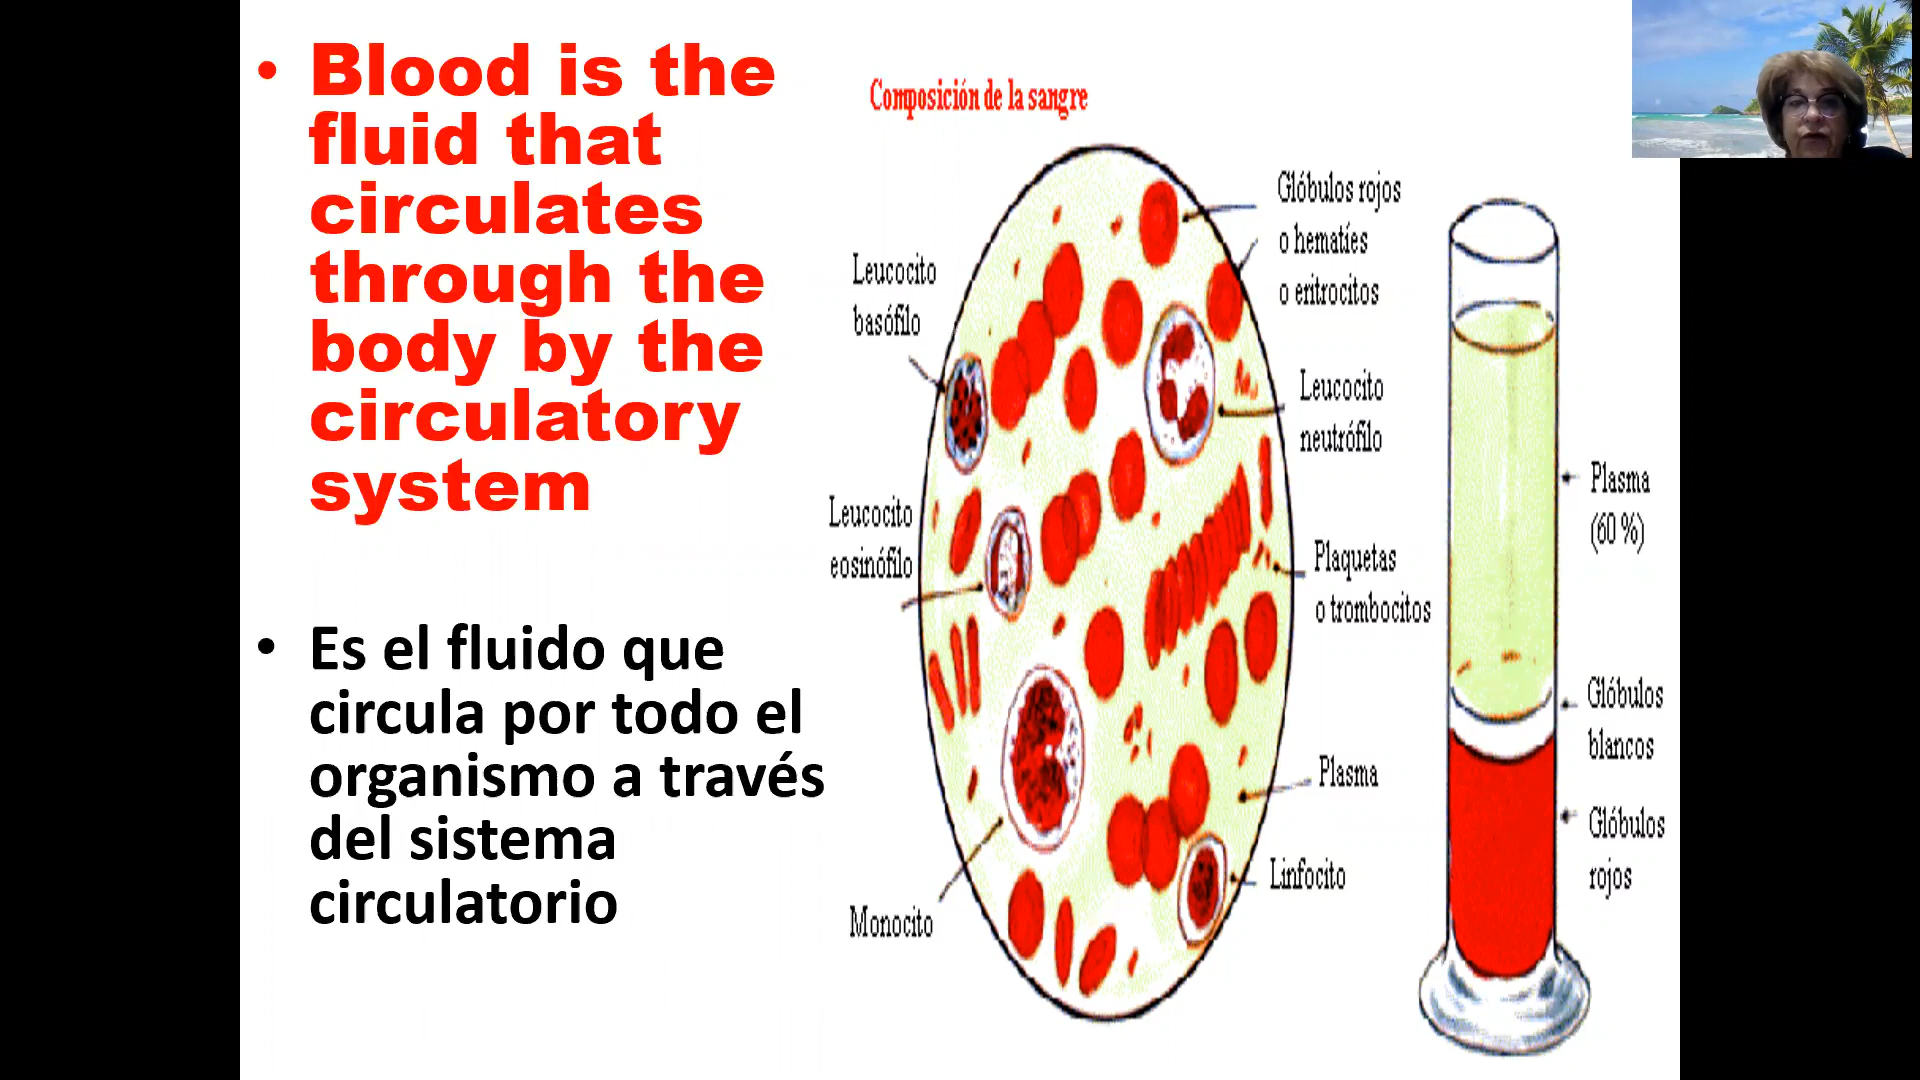 • Blood is the
fluid that
circulates
through the
body by the
circulatory
system
• Es el fluido que
circula por todo el
organismo a través
del sistema
circulatorio
Composición de la sangre
Leucocito
basófilo
Leucocito
eosinófilo
Monocito
Glóbulos rojos
o hematíes
o eritrocitos
Leucocito
neutrófilo
Plaquetas
o trombocitos
Plasma
Linfocito
Plasma
(60 %)
Glóbulos
blancos
Glóbulos
rojos